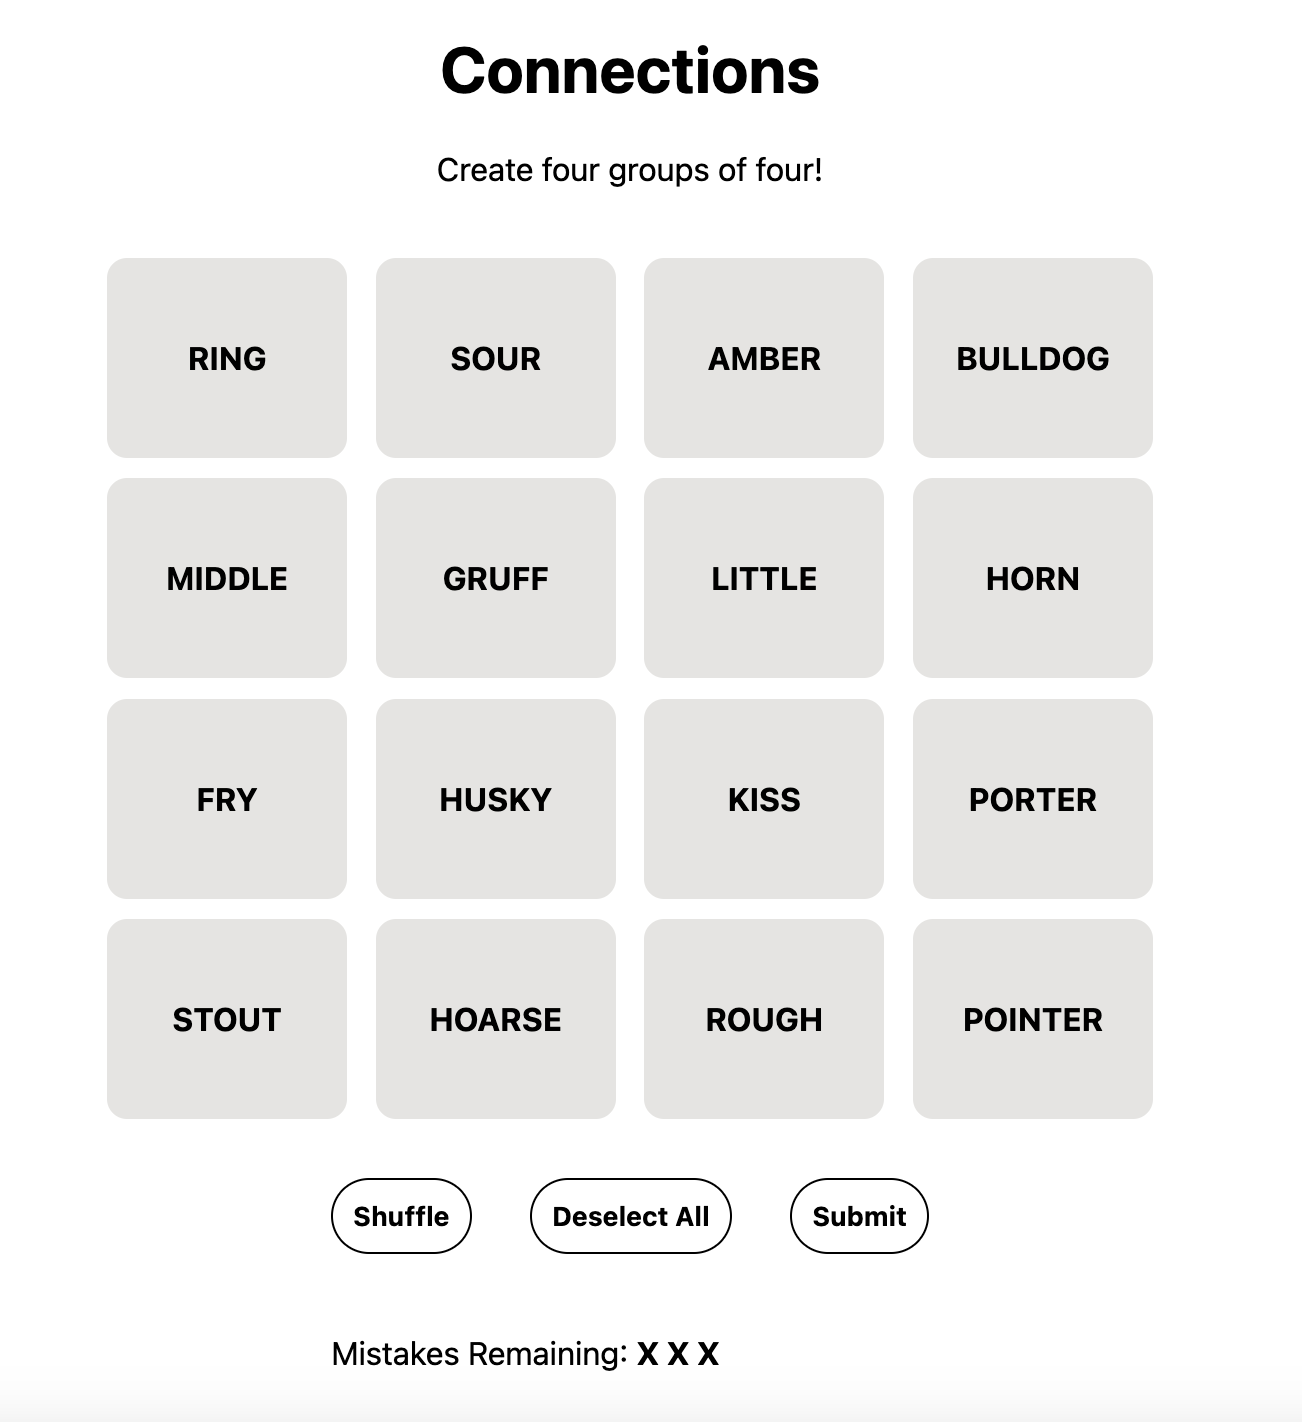 Connections
Create four groups of four!
RING SOUR AMBER BULLDOG
MIDDLE GRUFF LITTLE HORN
FRY HUSKY KISS PORTER
STOUT HOARSE ROUGH POINTER
Shuffle Deselect All Submit
Mistakes Remaining: X X X